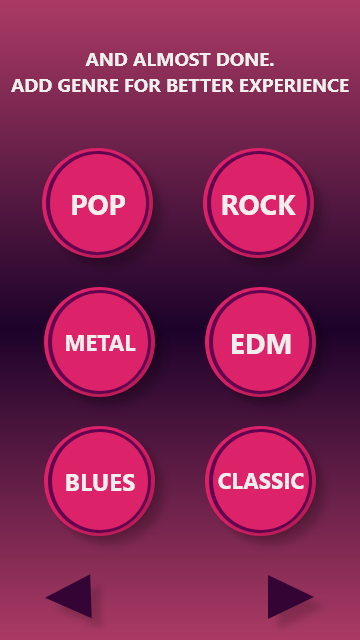 AND ALMOST DONE.
ADD GENRE FOR BETTER EXPERIENCE
POP
ROCK
METAL
EDM
BLUES
CLASSIC